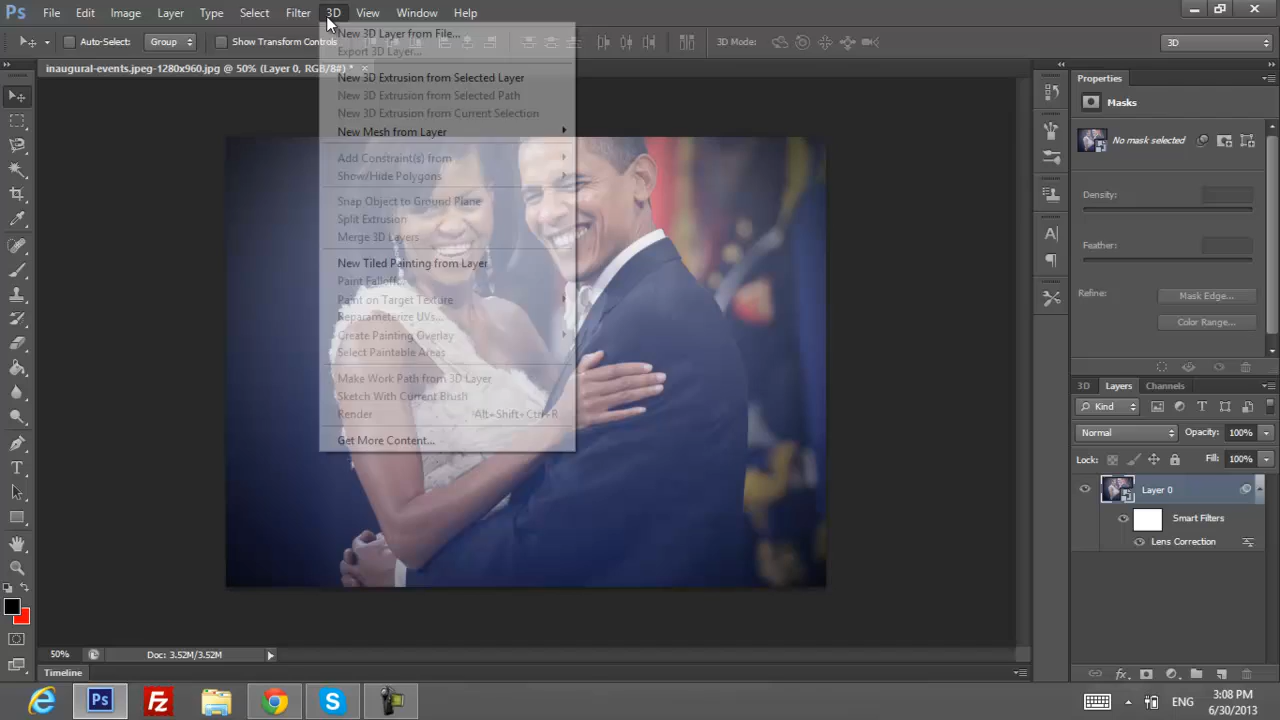 Ps File Edit Image Layer Type Select Filter 3D View Window Help
Auto-Select: Group Show Transform Controls 3D Mode: 3D
inaugural-events.jpeg-1280x960.jpg @ 50% (Layer 0, RGB/8#) * ×
New 3D Layer from File...
Export 3D Layer...
New 3D Extrusion from Selected Layer
New 3D Extrusion from Selected Path
New 3D Extrusion from Current Selection
New Mesh from Layer
Add Constraint(s) from
Show/Hide Polygons
Snap Object to Ground Plane
Split Extrusion
Merge 3D Layers
New Tiled Painting from Layer
Paint Falloff...
Paint on Target Texture
Reparameterize UVs...
Create Painting Overlay
Select Paintable Areas
Make Work Path from 3D Layer
Sketch With Current Brush
Render Alt+Shift+Ctrl+R
Get More Content...
Properties
Masks
No mask selected
Density:
Feather:
Refine: Mask Edge...
Color Range...
3D Layers Channels
Kind
Normal Opacity: 100%
Lock: Fill: 100%
Layer 0
Smart Filters
Lens Correction
50% Doc: 3.52M/3.52M
Timeline
Ps Fz S ENG 3:08 PM
6/30/2013